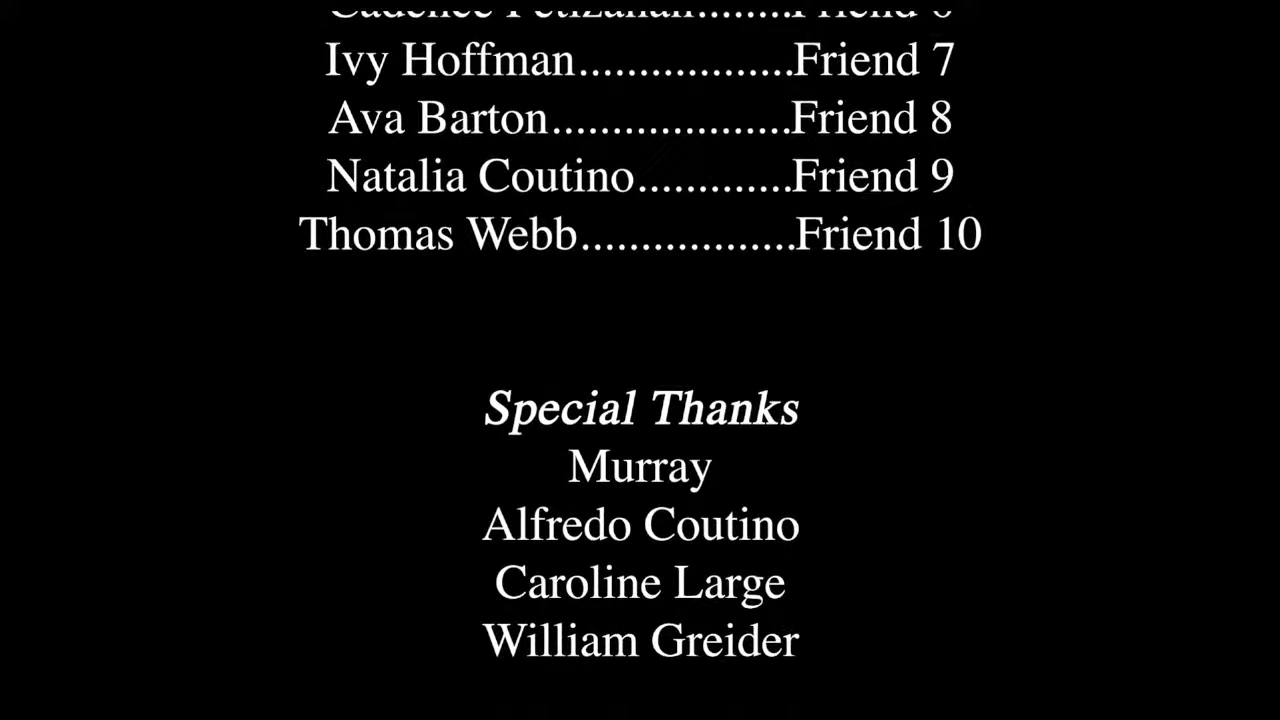 Ivy Hoffman..................Friend 7
Ava Barton....................Friend 8
Natalia Coutino.............Friend 9
Thomas Webb..................Friend 10
Special Thanks
Murray
Alfredo Coutino
Caroline Large
William Greider